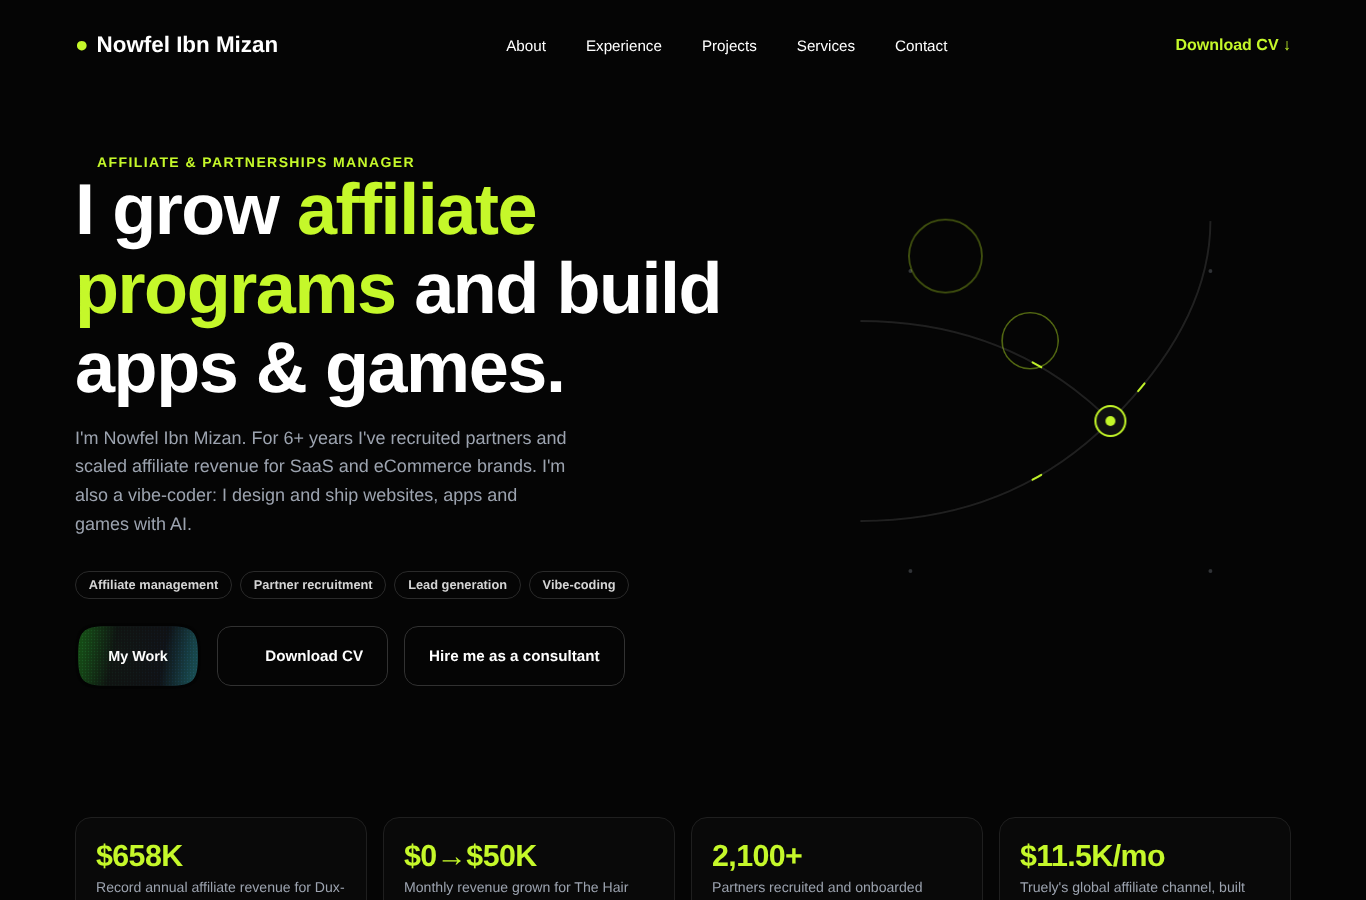 Nowfel Ibn Mizan
About
Experience
Projects
Services
Contact
Download CV ↓
AFFILIATE & PARTNERSHIPS MANAGER
I grow affiliate
programs and build
apps & games.
I'm Nowfel Ibn Mizan. For 6+ years I've recruited partners and
scaled affiliate revenue for SaaS and eCommerce brands. I'm
also a vibe-coder: I design and ship websites, apps and
games with AI.
Affiliate management
Partner recruitment
Lead generation
Vibe-coding
My Work
Download CV
Hire me as a consultant
$658K
Record annual affiliate revenue for Dux-
$0→$50K
Monthly revenue grown for The Hair
2,100+
Partners recruited and onboarded
$11.5K/mo
Truely's global affiliate channel, built